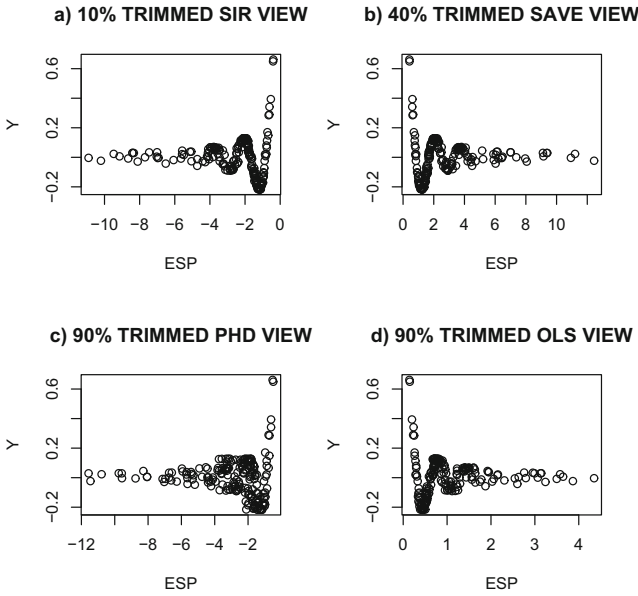 a) 10% TRIMMED SIR VIEW
Y
−0.2 0.2 0.6
−10 −8 −6 −4 −2 0
ESP
b) 40% TRIMMED SAVE VIEW
Y
−0.2 0.2 0.6
0 2 4 6 8 10
ESP
c) 90% TRIMMED PHD VIEW
Y
−0.2 0.2 0.6
−12 −8 −6 −4 −2
ESP
d) 90% TRIMMED OLS VIEW
Y
−0.2 0.2 0.6
0 1 2 3 4
ESP